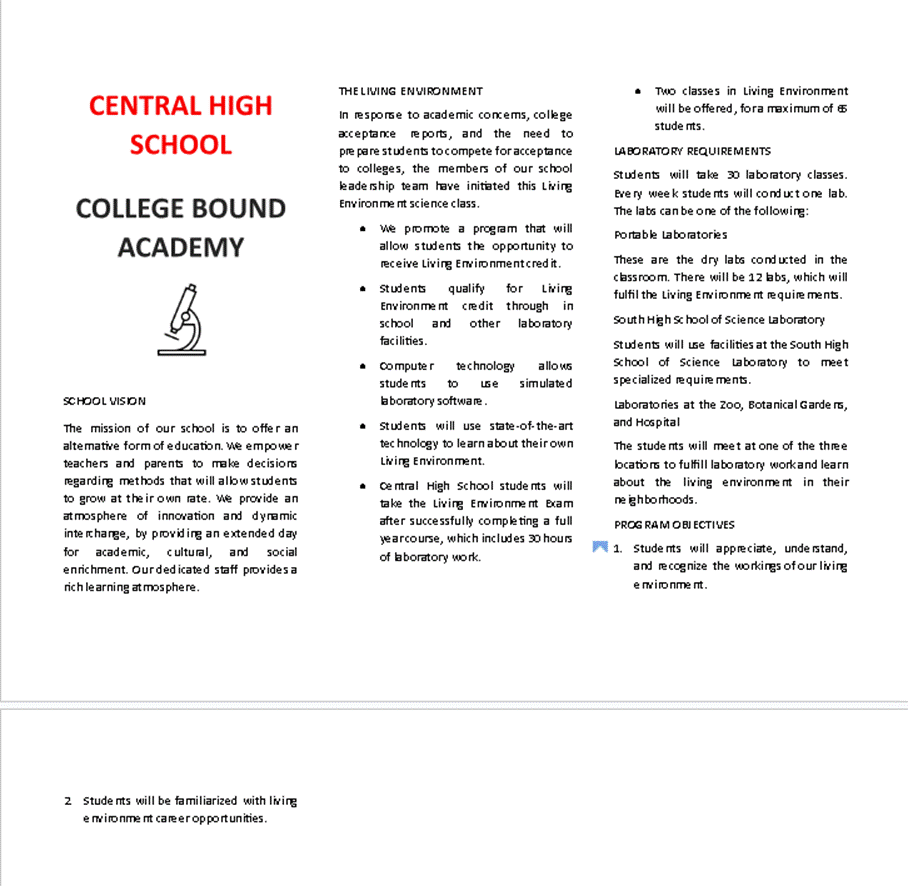 CENTRAL HIGH
SCHOOL
COLLEGE BOUND
ACADEMY
SCHOOL VISION
The mission of our school is to offer an
alternative form of education. We empower
teachers and parents to make decisions
regarding methods that will allow students
to grow at their own rate. We provide an
atmosphere of innovation and dynamic
interchange, by providing an extended day
for academic, cultural, and social
enrichment. Our dedicated staff provides a
rich learning atmosphere.
THE LIVING ENVIRONMENT
In response to academic concerns, college
acceptance reports, and the need to
prepare students to compete for acceptance
to colleges, the members of our school
leadership team have initiated this Living
Environment science class.
• We promote a program that will
allow students the opportunity to
receive Living Environment credit.
• Students qualify for Living
Environment credit through in
school and other laboratory
facilities.
• Computer technology allows
students to use simulated
laboratory software.
• Students will use state-of-the-art
technology to learn about their own
Living Environment.
• Central High School students will
take the Living Environment Exam
after successfully completing a full
year course, which includes 30 hours
of laboratory work.
• Two classes in Living Environment
will be offered, for a maximum of 65
students.
LABORATORY REQUIREMENTS
Students will take 30 laboratory classes.
Every week students will conduct one lab.
The labs can be one of the following:
Portable Laboratories
These are the dry labs conducted in the
classroom. There will be 12 labs, which will
fulfil the Living Environment requirements.
South High School of Science Laboratory
Students will use facilities at the South High
School of Science Laboratory to meet
specialized requirements.
Laboratories at the Zoo, Botanical Gardens,
and Hospital
The students will meet at one of the three
locations to fulfill laboratory work and learn
about the living environment in their
neighborhoods.
PROGRAM OBJECTIVES
1. Students will appreciate, understand,
and recognize the workings of our living
environment.
2. Students will be familiarized with living
environment career opportunities.